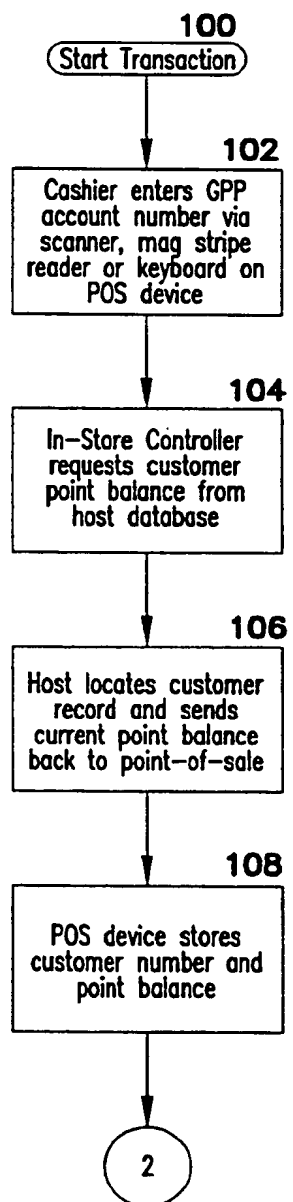 100
Start Transaction
102
Cashier enters GPP
account number via
scanner, mag stripe
reader or keyboard on
POS device
104
In-Store Controller
requests customer
point balance from
host database
106
Host locates customer
record and sends
current point balance
back to point-of-sale
108
POS device stores
customer number and
point balance
2